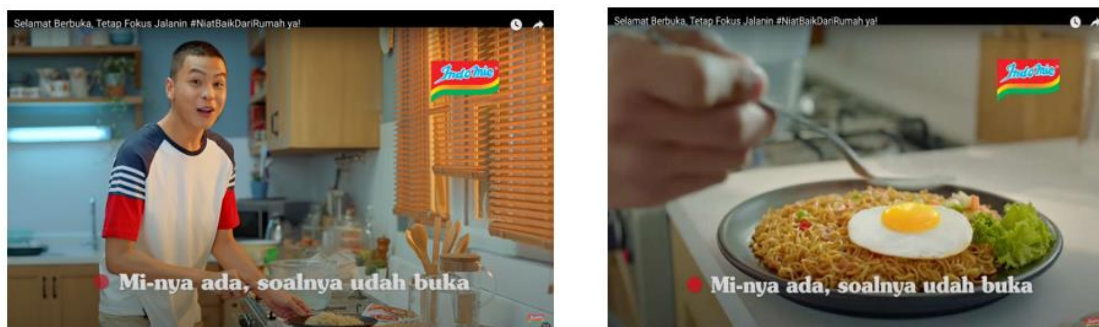 Selamat Berbuka, Tetap Fokus Jalanin #NiatBaikDariRumah ya!
Indomie
Mi-nya ada, soalnya udah buka
Selamat Berbuka, Tetap Fokus Jalanin #NiatBaikDariRumah ya!
Indomie
Mi-nya ada, soalnya udah buka